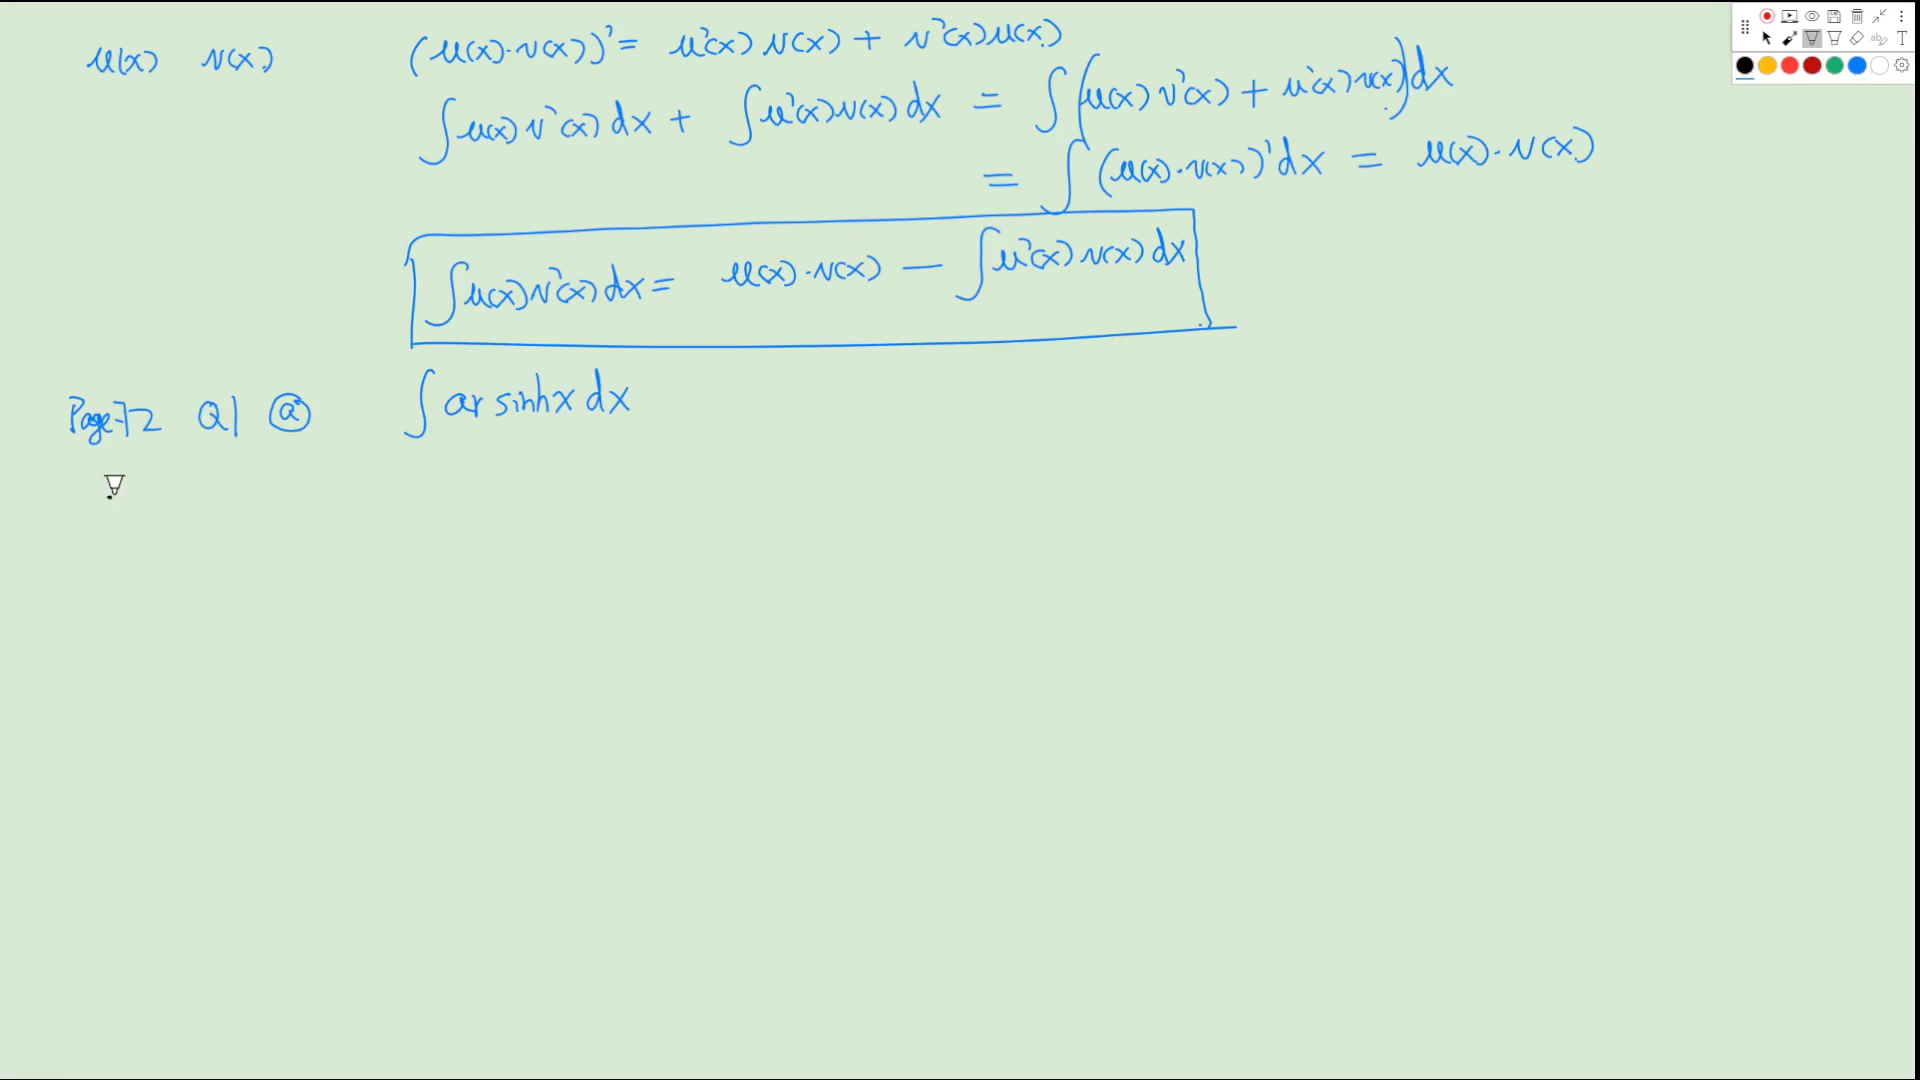 u(x) v(x) (u(x)·v(x))' = u'(x) v(x) + v'(x) u(x)
∫u(x) v'(x) dx + ∫u'(x) v(x) dx = ∫(u(x) v'(x) + u'(x) v(x)) dx
= ∫(u(x)·v(x))' dx = u(x)·v(x)
∫u(x) v'(x) dx = u(x)·v(x) − ∫u'(x) v(x) dx
Page 72 Q1 ⓐ ∫ar sinhx dx